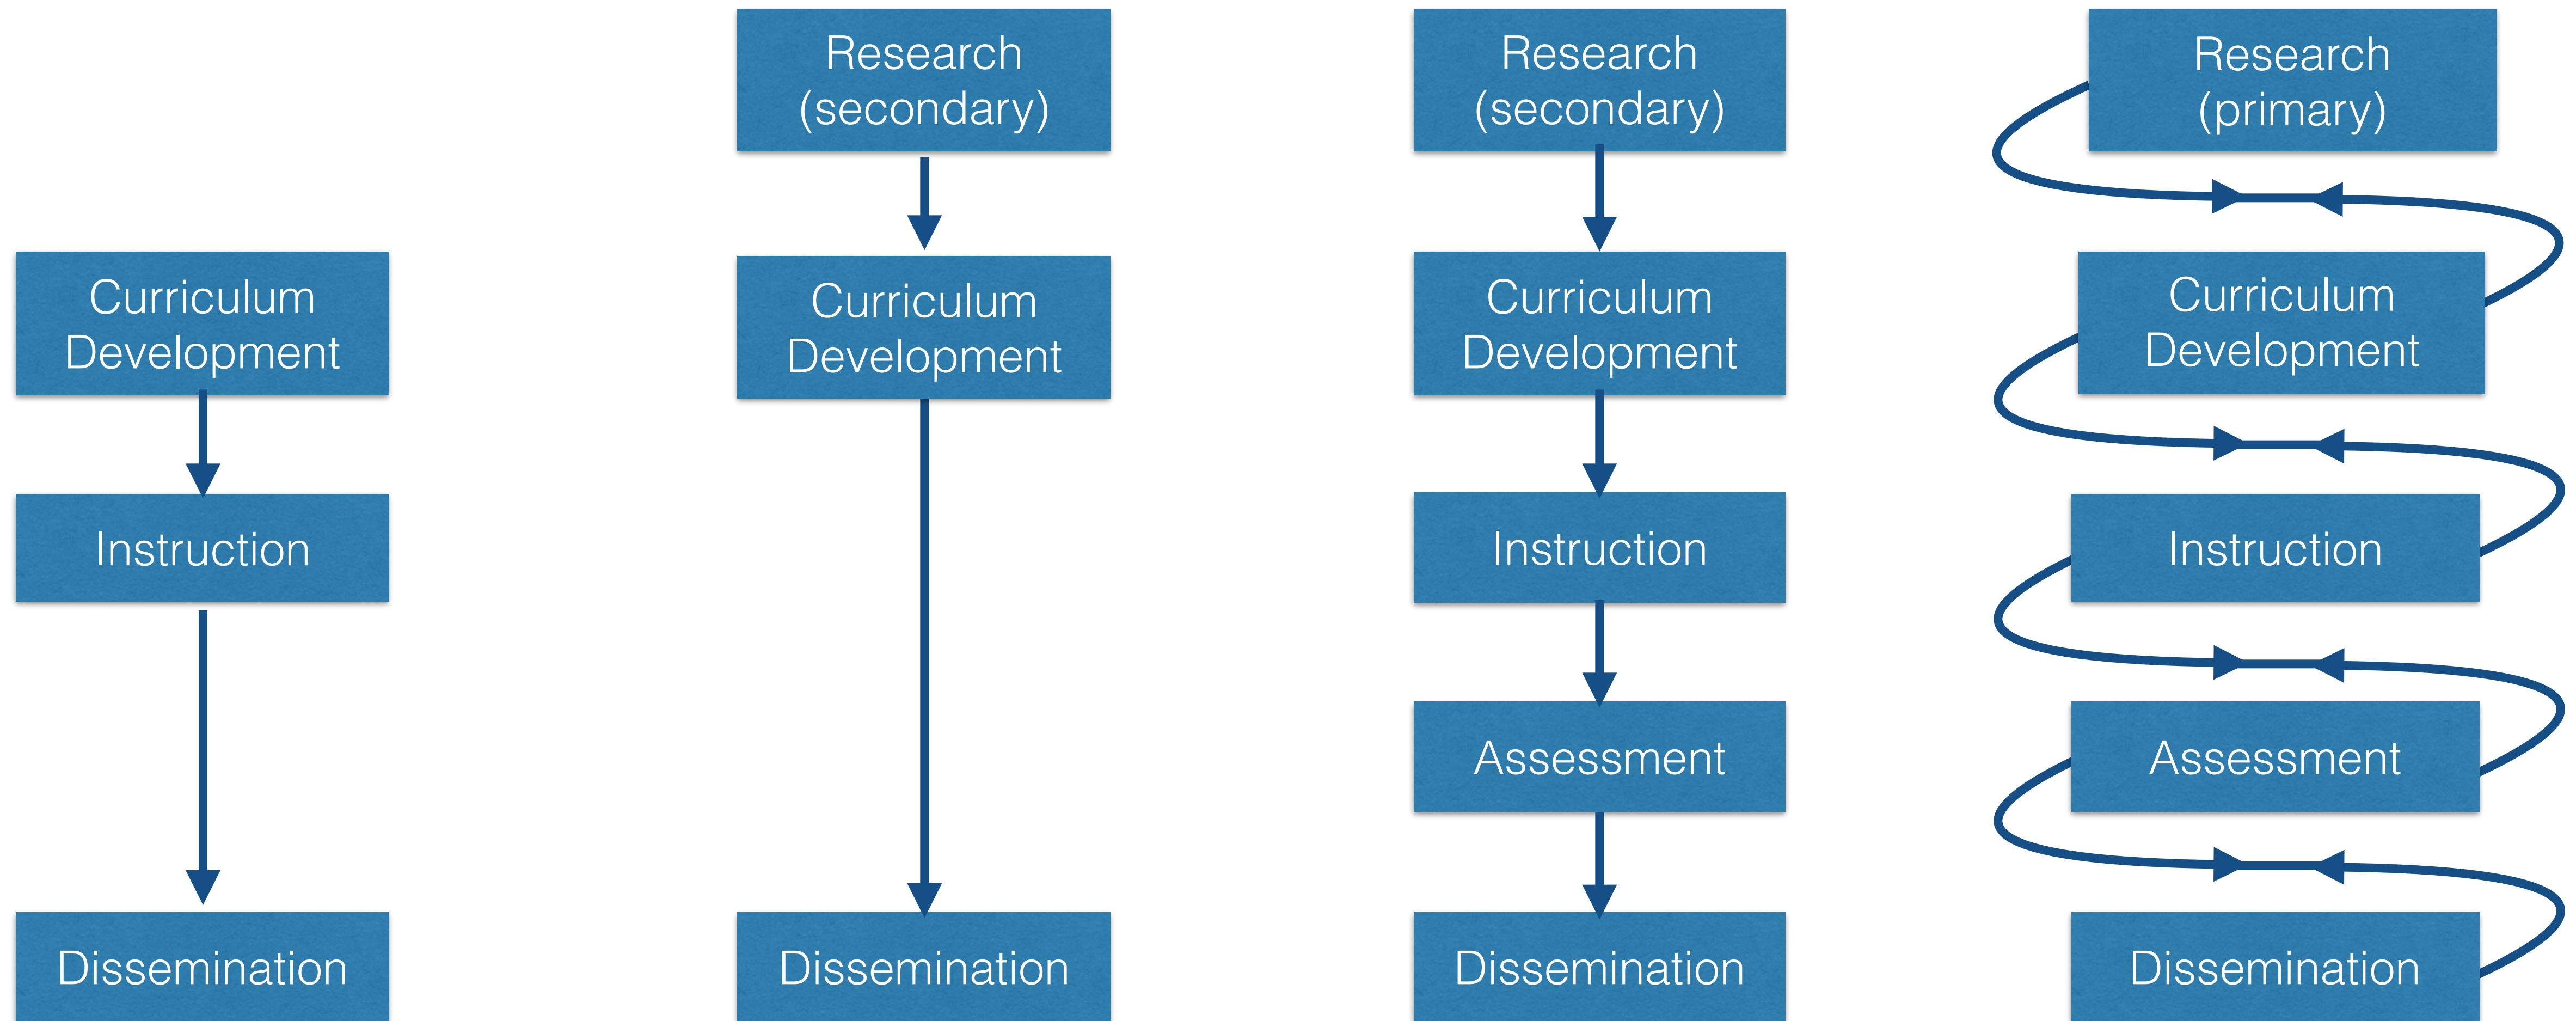 Curriculum
Development
Instruction
Dissemination
Research
(secondary)
Curriculum
Development
Dissemination
Research
(secondary)
Curriculum
Development
Instruction
Assessment
Dissemination
Research
(primary)
Curriculum
Development
Instruction
Assessment
Dissemination